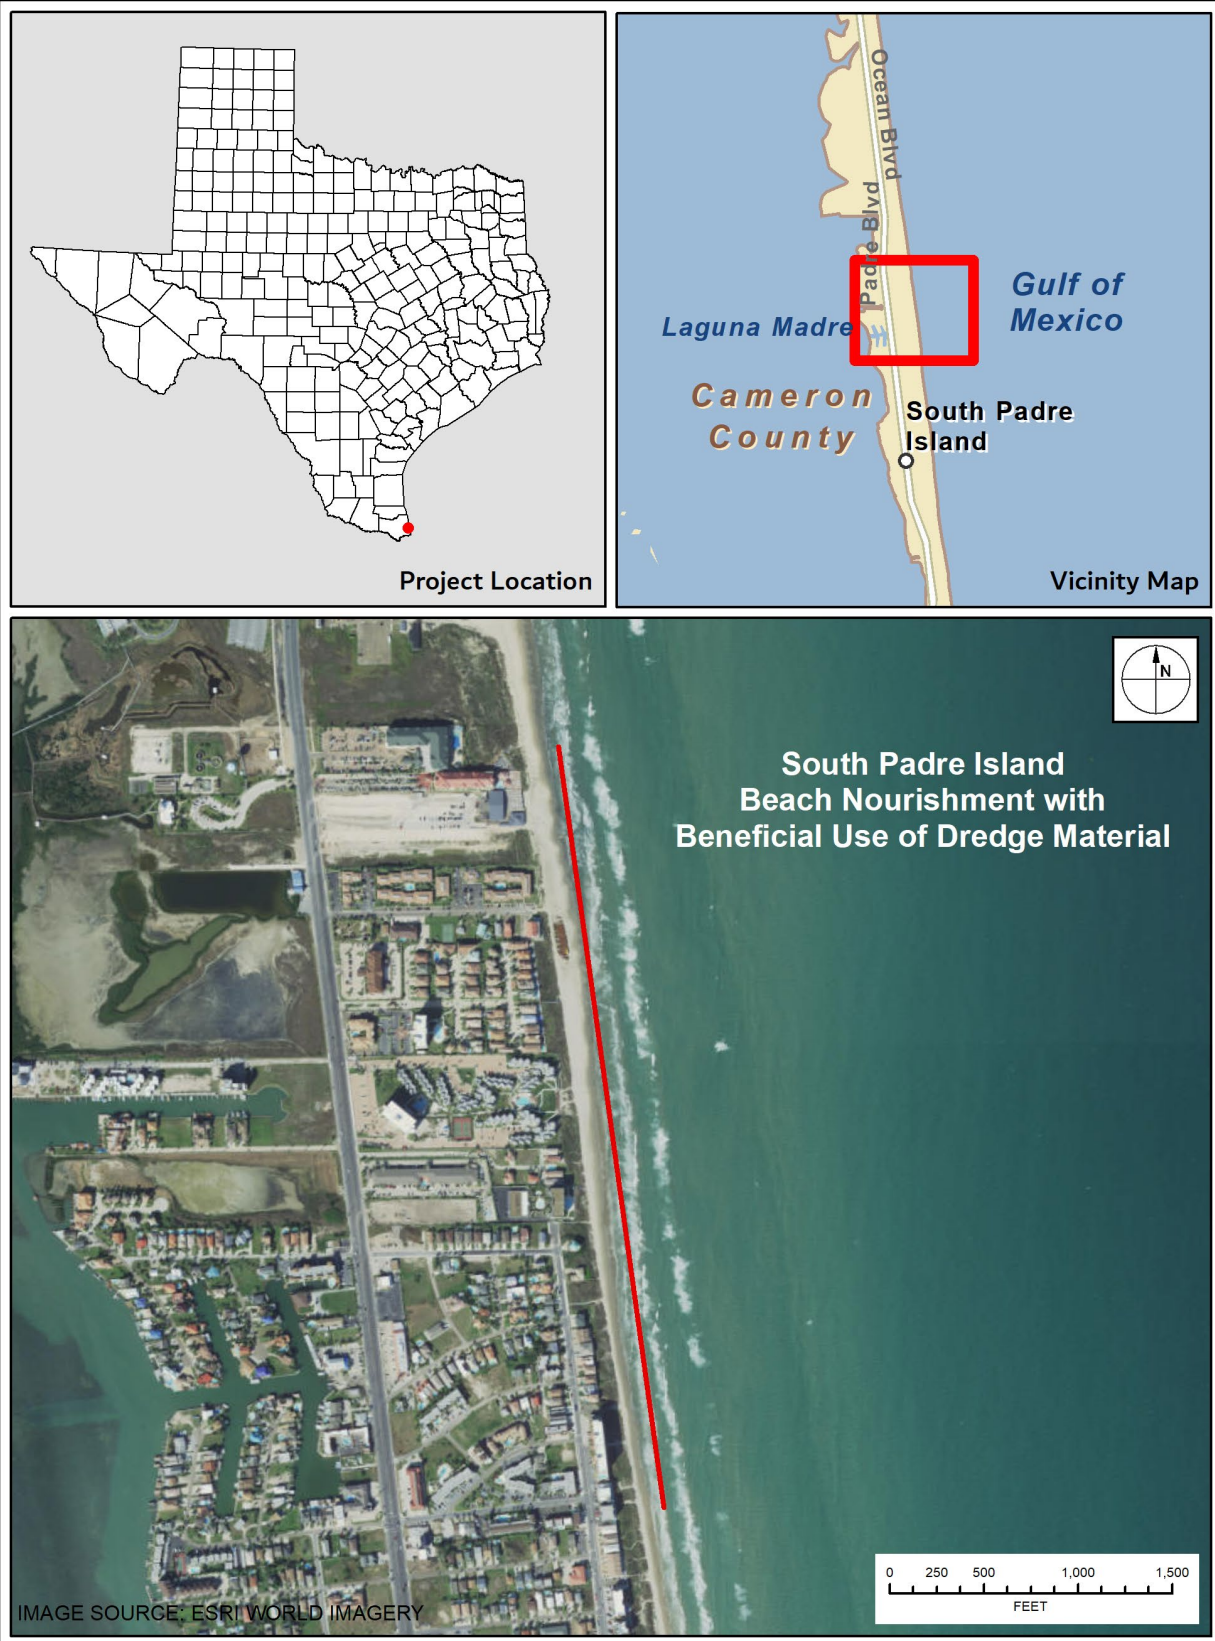 Project Location
Ocean Blvd
Padre Blvd
Gulf of
Mexico
Laguna Madre
Cameron
County
South Padre
Island
Vicinity Map
N
South Padre Island
Beach Nourishment with
Beneficial Use of Dredge Material
0 250 500 1,000 1,500
FEET
IMAGE SOURCE: ESRI WORLD IMAGERY